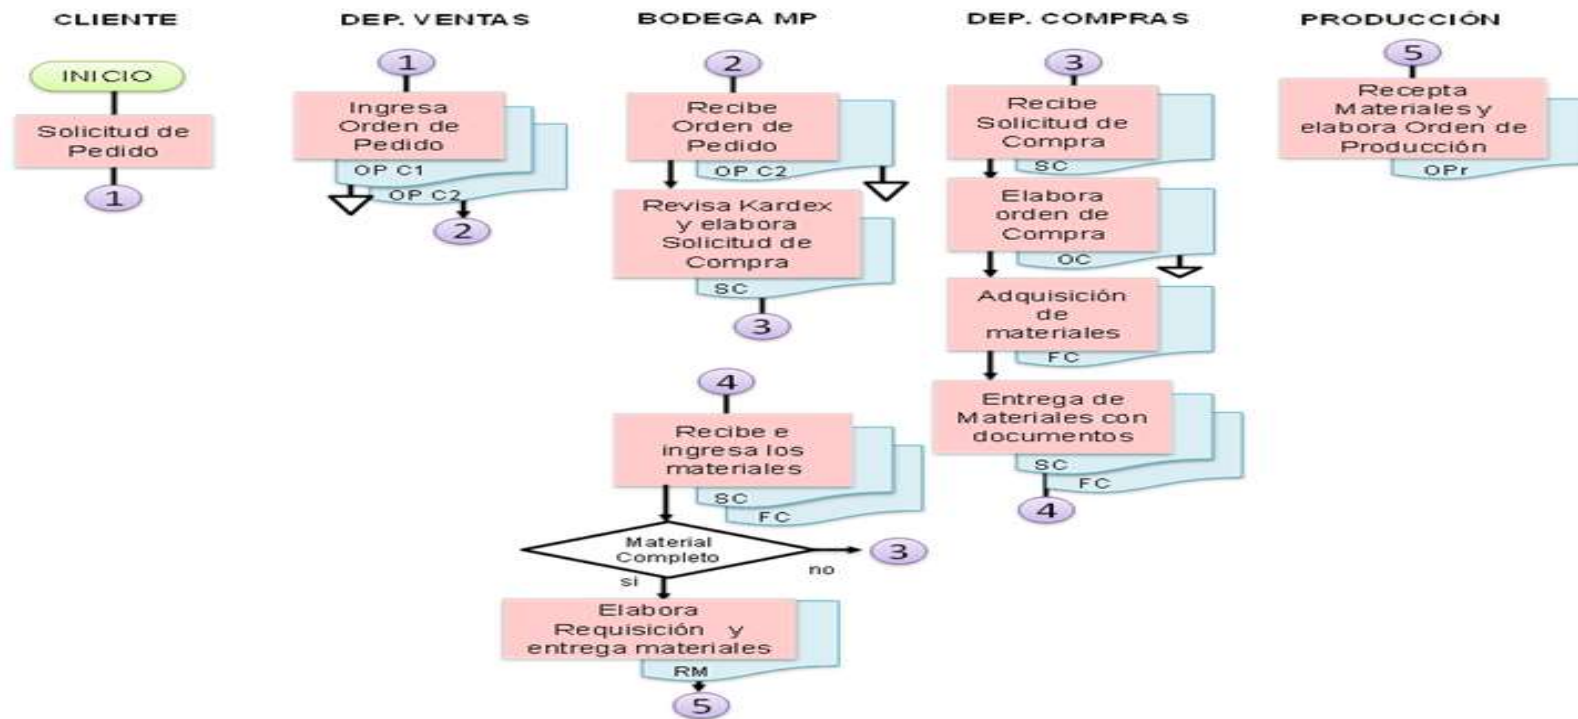 CLIENTE
INICIO
Solicitud de
Pedido
1
DEP. VENTAS
1
Ingresa
Orden de
Pedido
OP C1
OP C2
2
BODEGA MP
2
Recibe
Orden de
Pedido
OP C2
Revisa Kardex
y elabora
Solicitud de
Compra
SC
3
4
Recibe e
ingresa los
materiales
SC
FC
Material
Completo
no
3
si
Elabora
Requisición y
entrega materiales
RM
5
DEP. COMPRAS
3
Recibe
Solicitud de
Compra
SC
Elabora
orden de
Compra
OC
Adquisición
de
materiales
FC
Entrega de
Materiales con
documentos
SC
FC
4
PRODUCCIÓN
5
Recepta
Materiales y
elabora Orden de
Producción
OPr